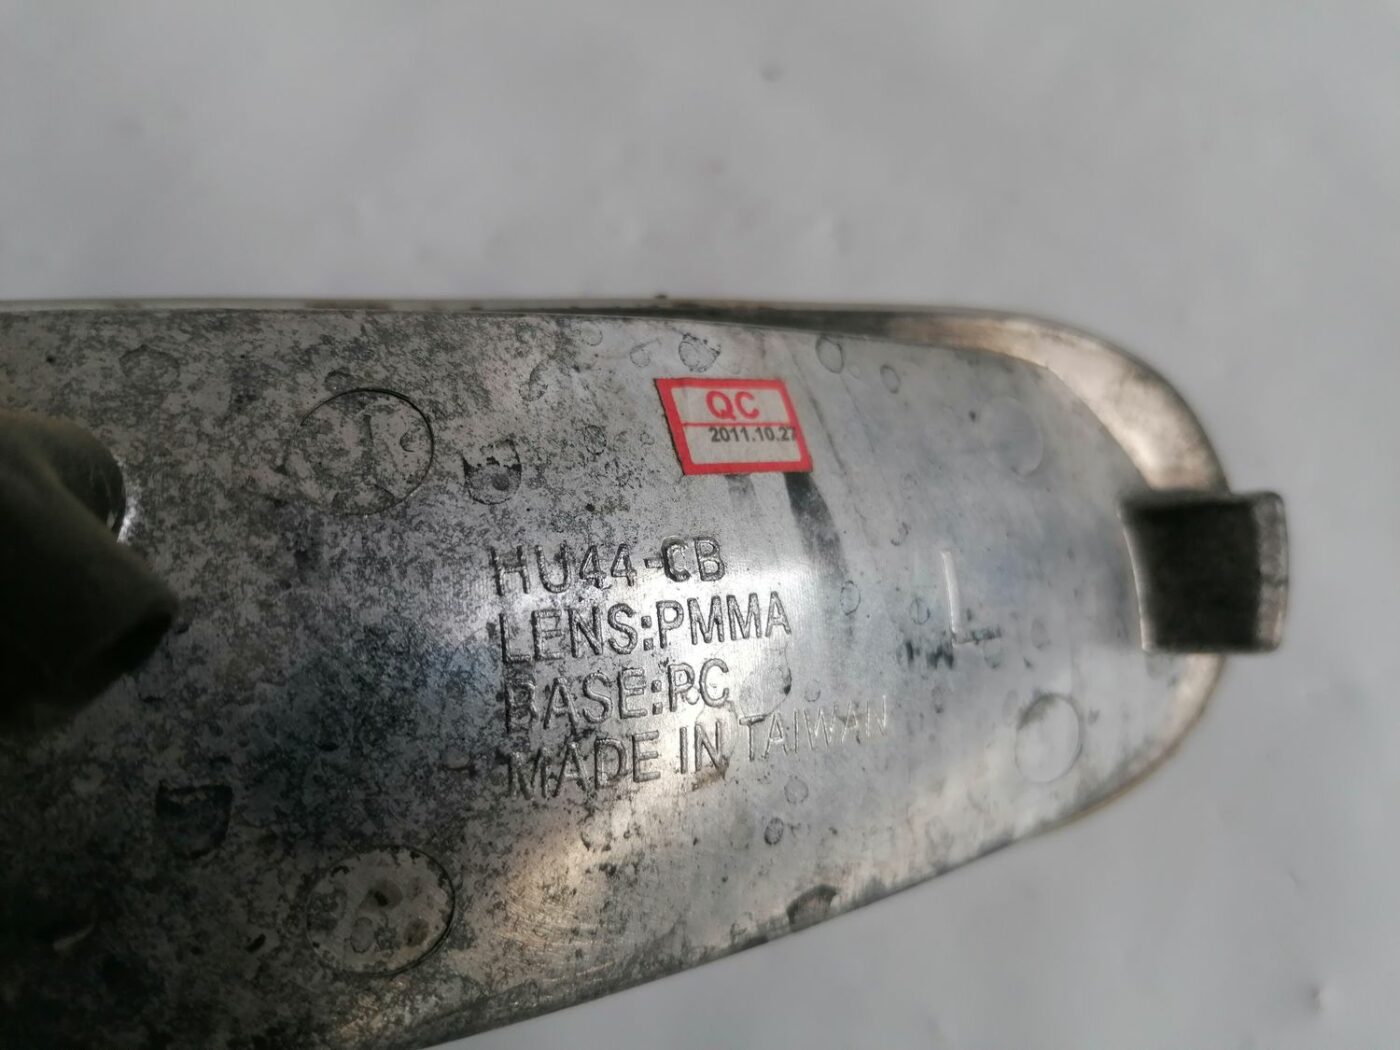 QC
2011.10.27
HU44-CB
LENS:PMMA
BASE:PC
MADE IN TAIWAN
L